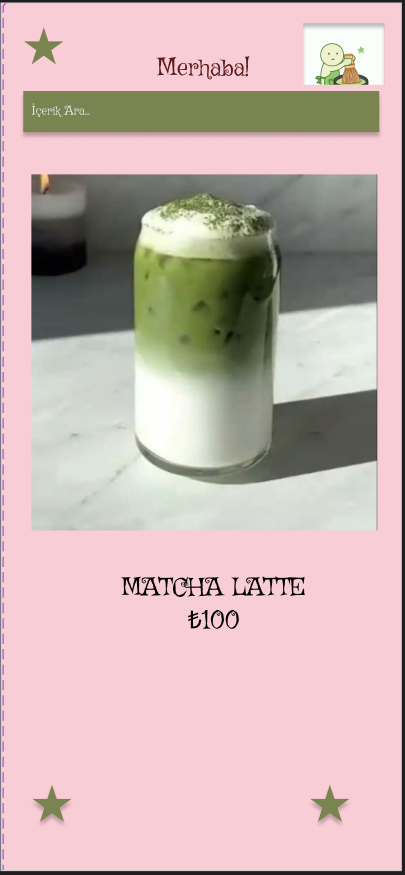 Merhaba!
İçerik Ara...
MATCHA LATTE
₺100